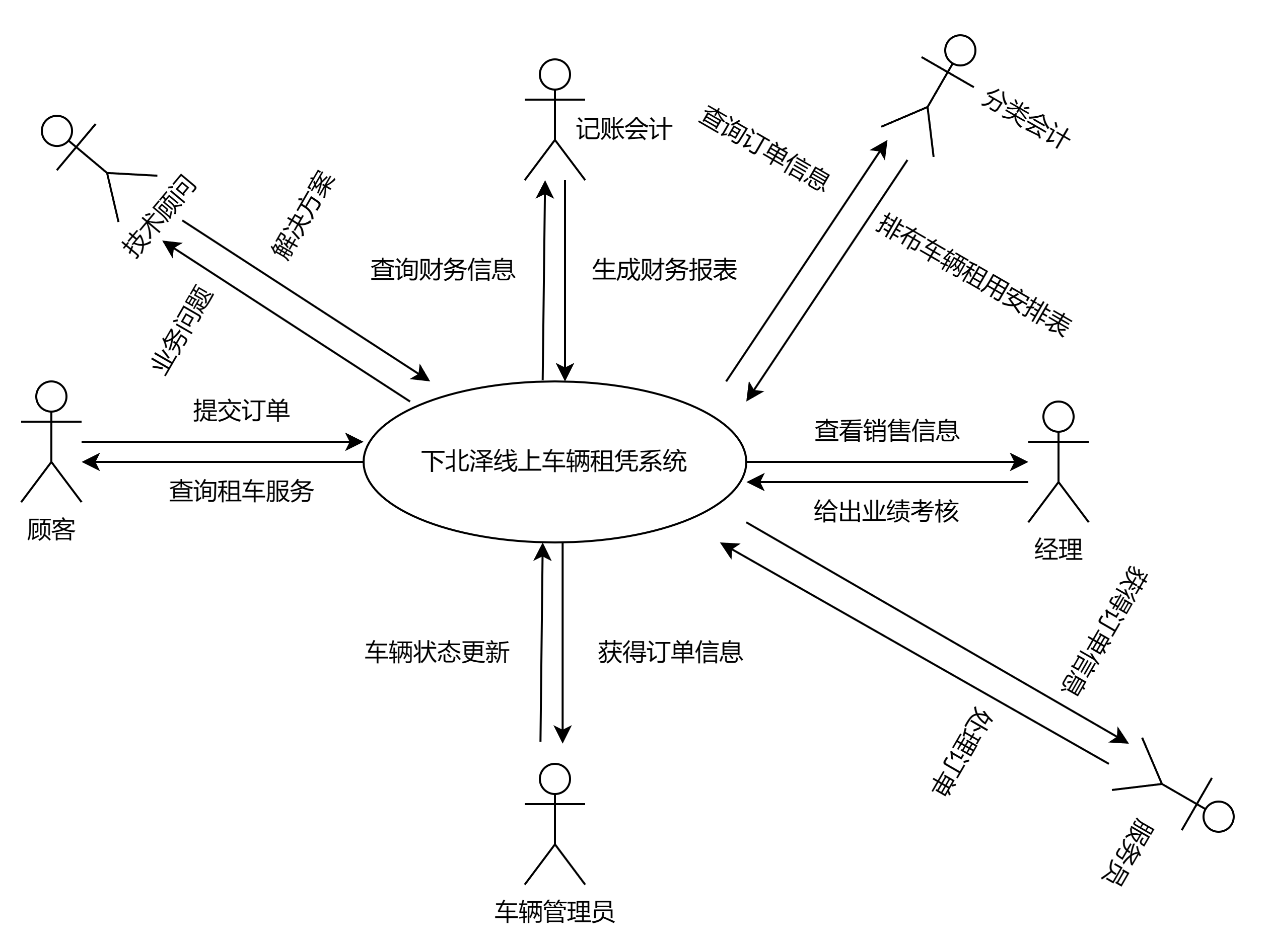 分类会计
查询订单信息
记账会计
技术顾问
解决方案
排布车辆租用安排表
查询财务信息
生成财务报表
业务问题
提交订单
查看销售信息
下北泽线上车辆租凭系统
查询租车服务
给出业绩考核
顾客
经理
获得订单信息
车辆状态更新
获得订单信息
处理订单
服务员
车辆管理员